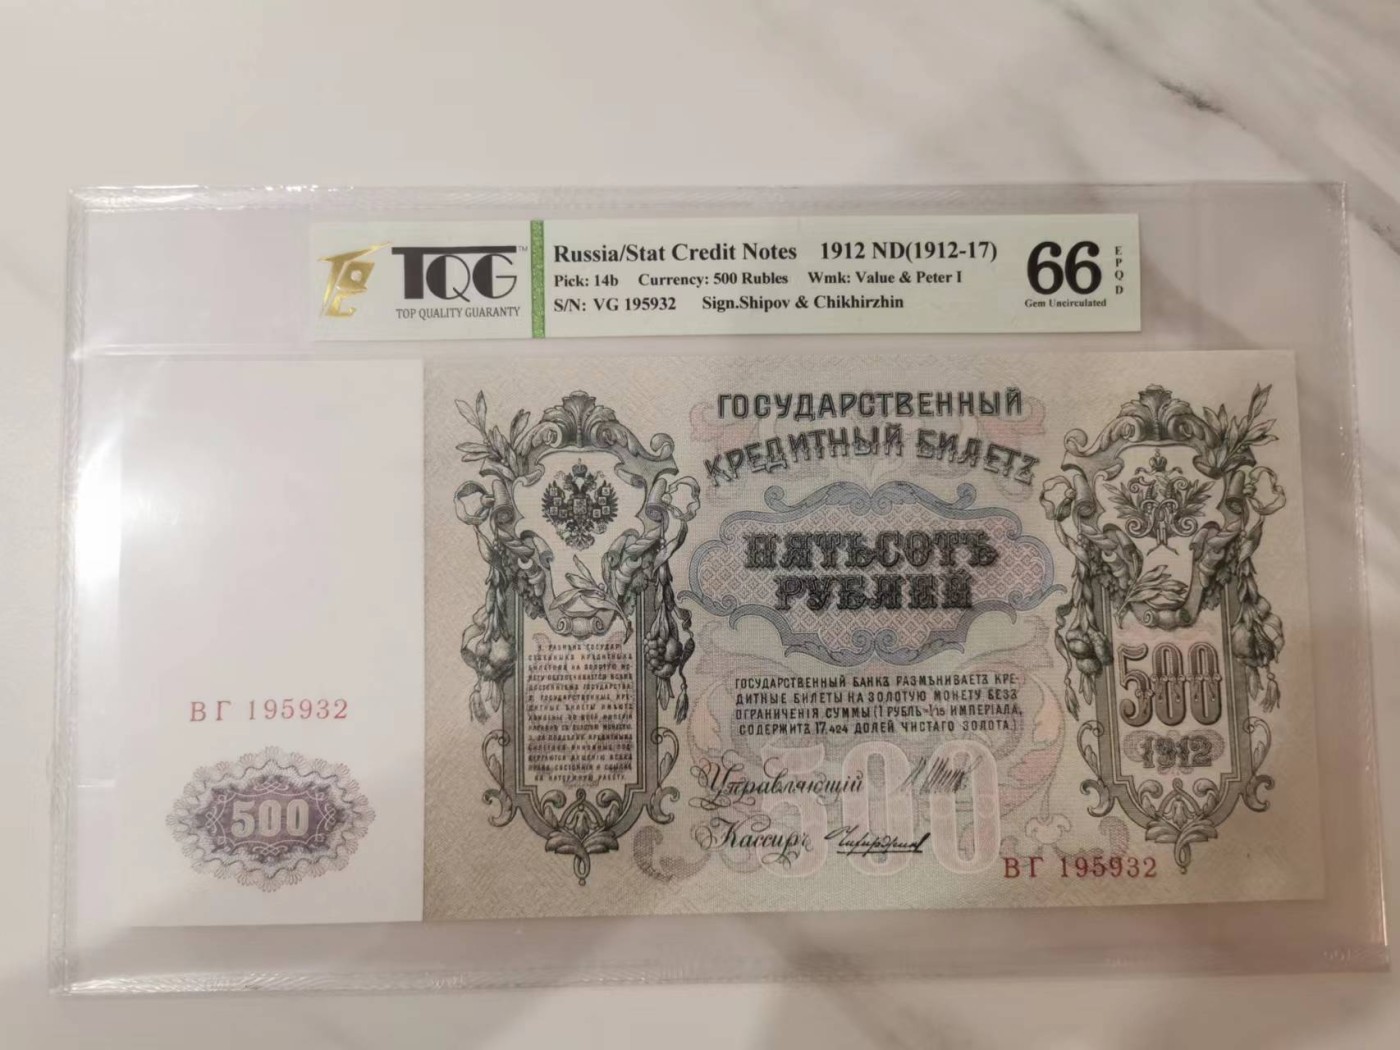 TQG™
TOP QUALITY GUARANTY
Russia/Stat Credit Notes 1912 ND(1912-17)
Pick: 14b Currency: 500 Rubles Wmk: Value & Peter I
S/N: VG 195932 Sign.Shipov & Chikhirzhin
66
EPQD
Gem Uncirculated
ГОСУДАРСТВЕННЫЙ
КРЕДИТНЫЙ БИЛЕТЪ
ПЯТЬСОТЪ
РУБЛЕЙ
ГОСУДАРСТВЕННЫЙ БАНКЪ РАЗМѢНИВАЕТЪ КРЕ-
ДИТНЫЕ БИЛЕТЫ НА ЗОЛОТУЮ МОНЕТУ БЕЗЪ
ОГРАНИЧЕНІЯ СУММЫ (1 РУБЛЬ=1/15 ИМПЕРІАЛА,
СОДЕРЖИТЪ 17,424 ДОЛЕЙ ЧИСТАГО ЗОЛОТА.)
Управляющій
Кассиръ
500
ВГ 195932
500
1912
ВГ 195932
500